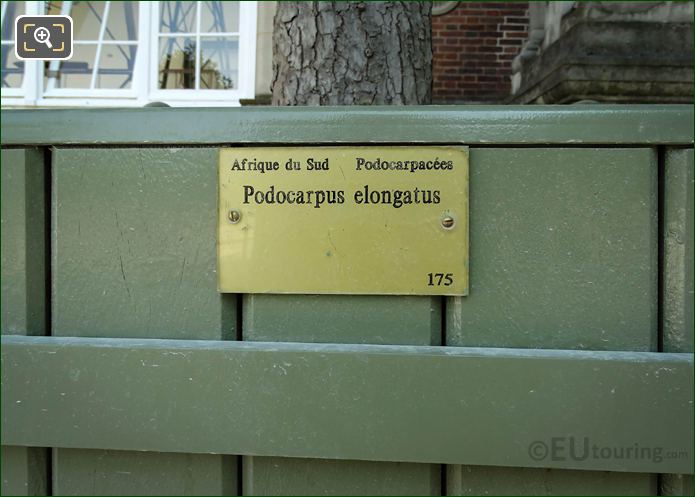 Afrique du Sud Podocarpacées
Podocarpus elongatus
175
©EUtouring.com